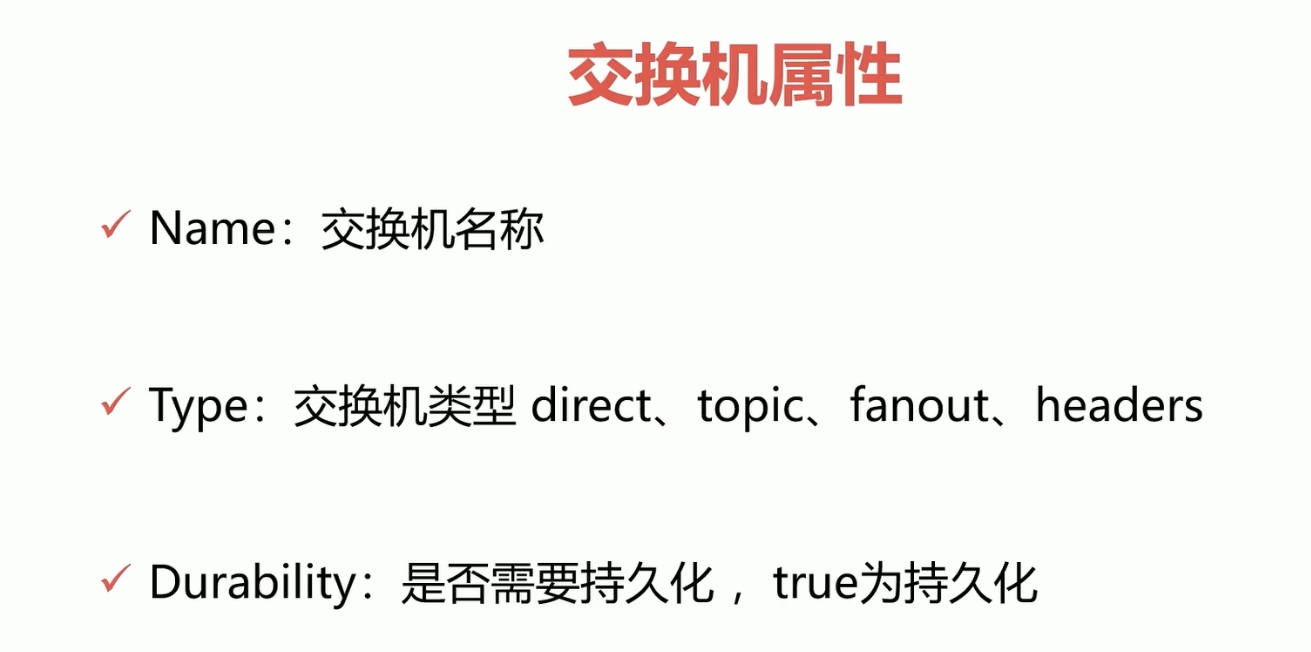 交换机属性
✓ Name：交换机名称
✓ Type：交换机类型 direct、topic、fanout、headers
✓ Durability：是否需要持久化 ，true为持久化